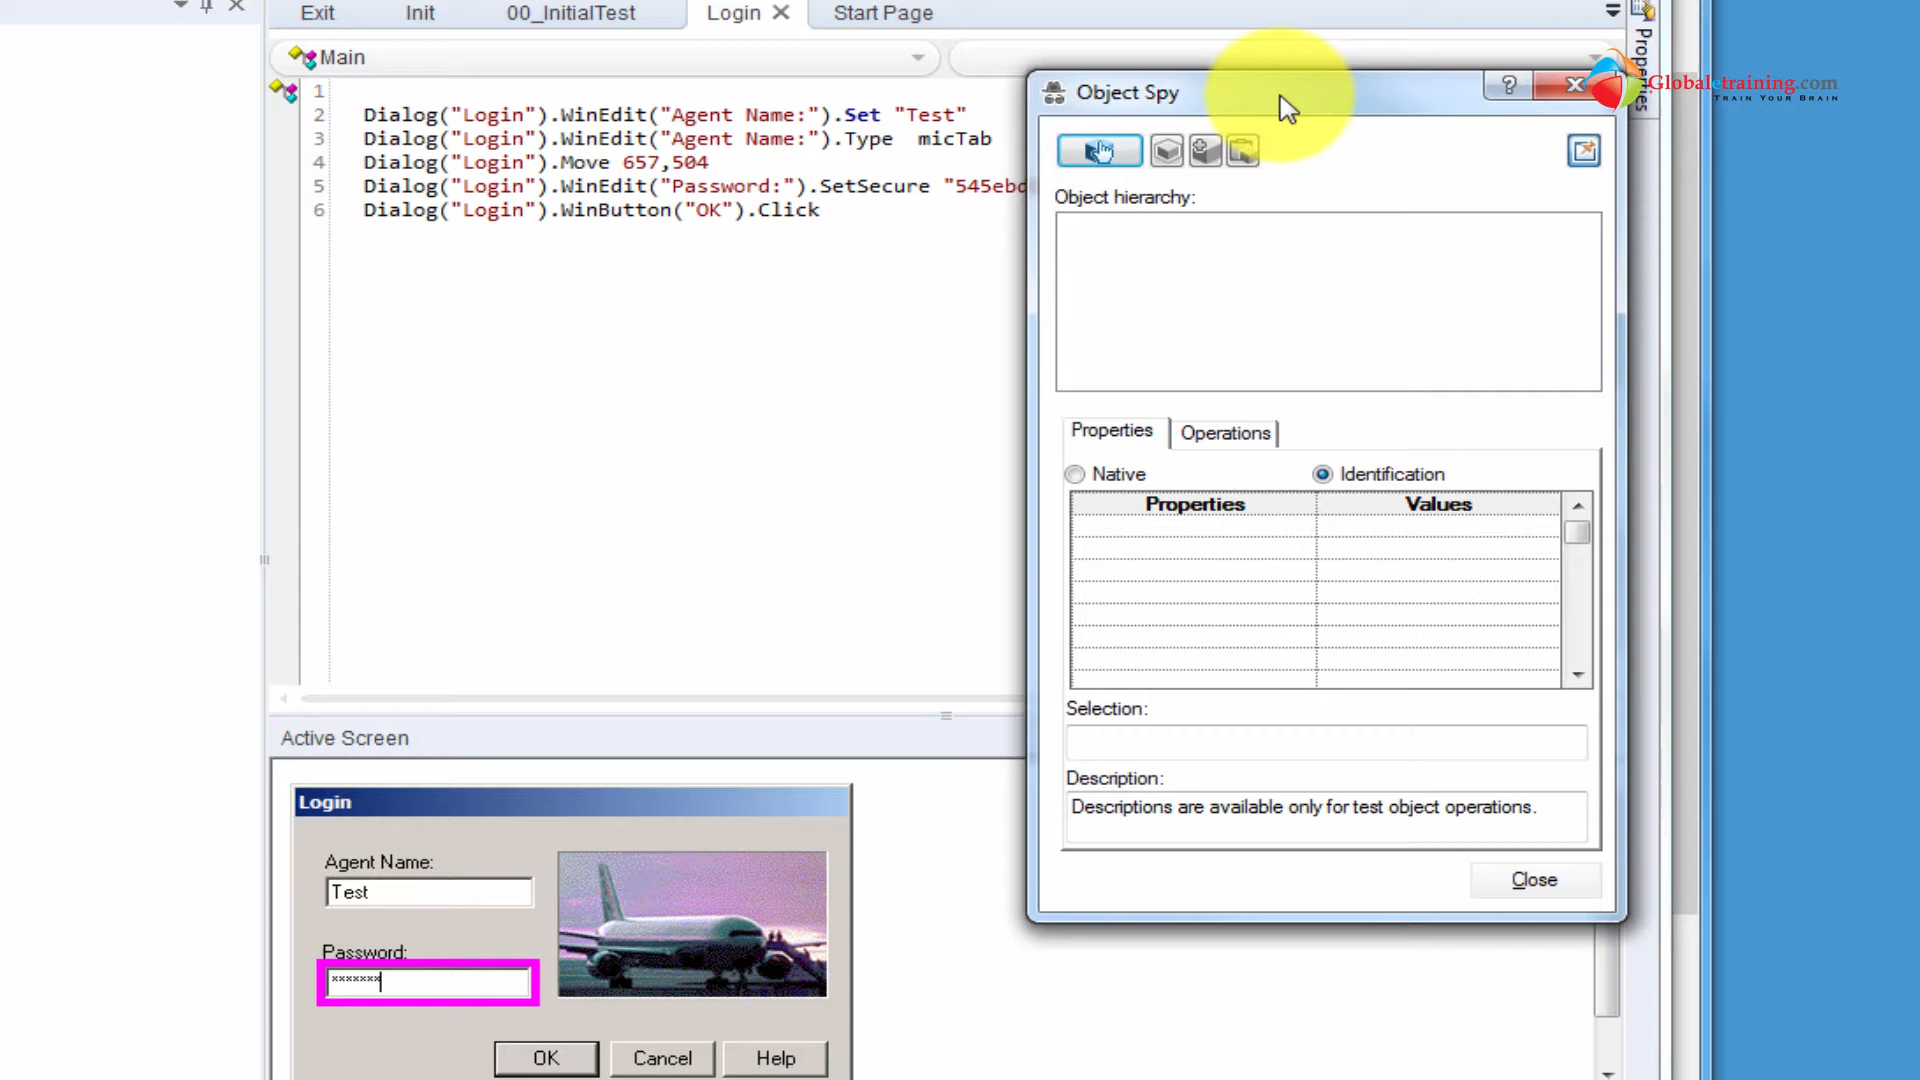 Exit Init 00_InitialTest Login Start Page
Main
Properties
Globaletraining.com
TRAIN YOUR BRAIN
1
2 Dialog("Login").WinEdit("Agent Name:").Set "Test"
3 Dialog("Login").WinEdit("Agent Name:").Type micTab
4 Dialog("Login").Move 657,504
5 Dialog("Login").WinEdit("Password:").SetSecure "545ebd
6 Dialog("Login").WinButton("OK").Click
Object Spy
?
Object hierarchy:
Properties Operations
Native Identification
Properties Values
Selection:
Description:
Descriptions are available only for test object operations.
Close
Active Screen
Login
Agent Name:
Test
Password:
*******
OK Cancel Help